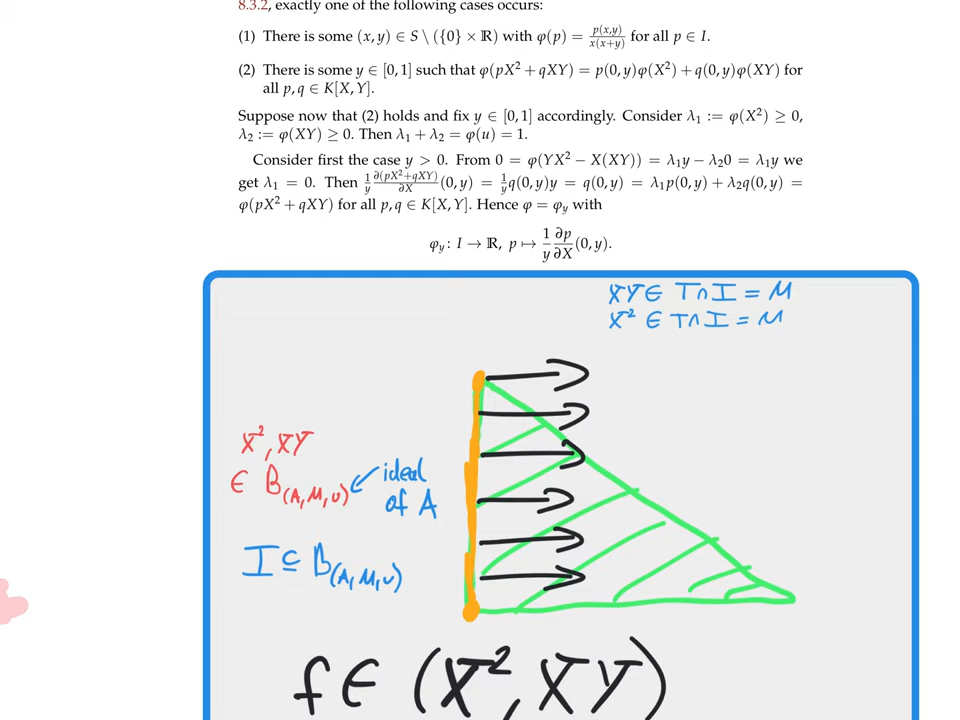 8.3.2, exactly one of the following cases occurs:
(1) There is some (x, y) ∈ S \ ({0} × ℝ) with φ(p) = p(x,y)/x(x+y) for all p ∈ I.
(2) There is some y ∈ [0, 1] such that φ(pX² + qXY) = p(0, y)φ(X²) + q(0, y)φ(XY) for
all p, q ∈ K[X, Y].
Suppose now that (2) holds and fix y ∈ [0, 1] accordingly. Consider λ₁ := φ(X²) ≥ 0,
λ₂ := φ(XY) ≥ 0. Then λ₁ + λ₂ = φ(u) = 1.
Consider first the case y > 0. From 0 = φ(YX² − X(XY)) = λ₁y − λ₂0 = λ₁y we
get λ₁ = 0. Then 1/y ∂(pX²+qXY)/∂X (0, y) = 1/y q(0, y)y = q(0, y) = λ₁p(0, y) + λ₂q(0, y) =
φ(pX² + qXY) for all p, q ∈ K[X, Y]. Hence φ = φ_y with
φ_y : I → ℝ, p ↦ 1/y ∂p/∂X (0, y).
XY ∈ T∩I = M
X² ∈ T∩I = M
X², XY
∈ B_(A,M,u) ideal
of A
I ⊆ B_(A,M,u)
f ∈ (X², XY)